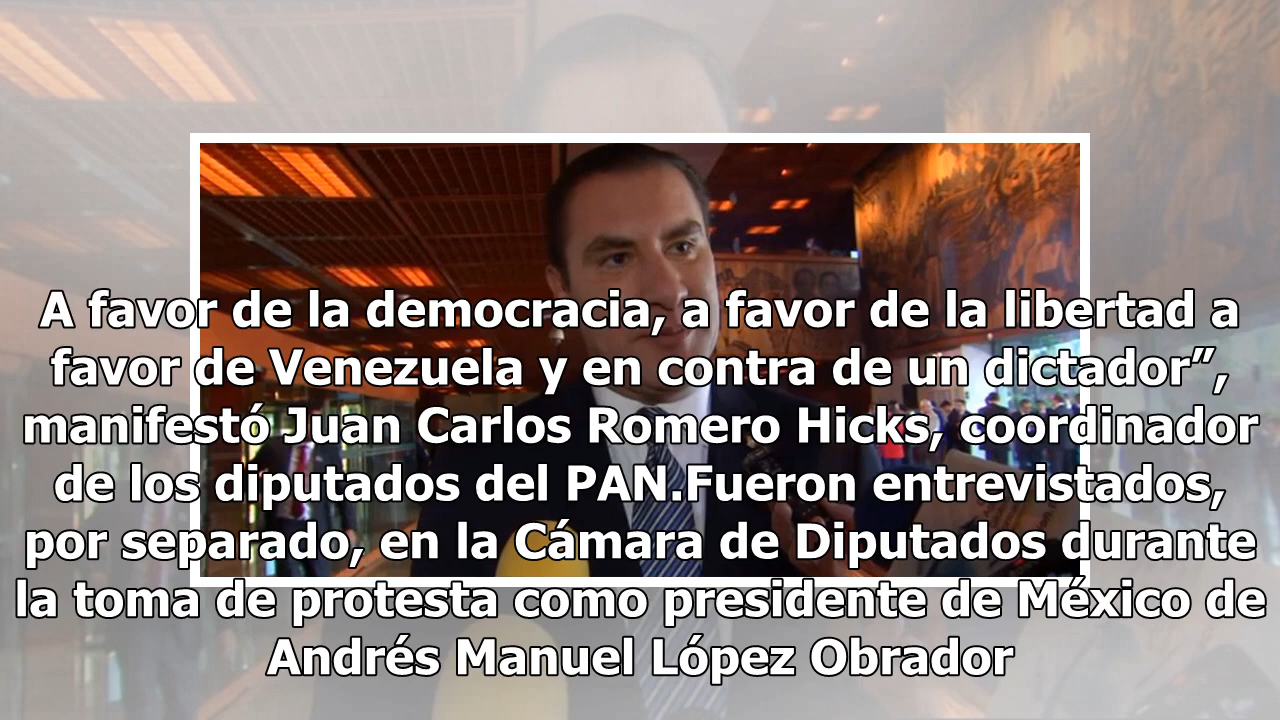 A favor de la democracia, a favor de la libertad a
favor de Venezuela y en contra de un dictador”,
manifestó Juan Carlos Romero Hicks, coordinador
de los diputados del PAN.Fueron entrevistados,
por separado, en la Cámara de Diputados durante
la toma de protesta como presidente de México de
Andrés Manuel López Obrador